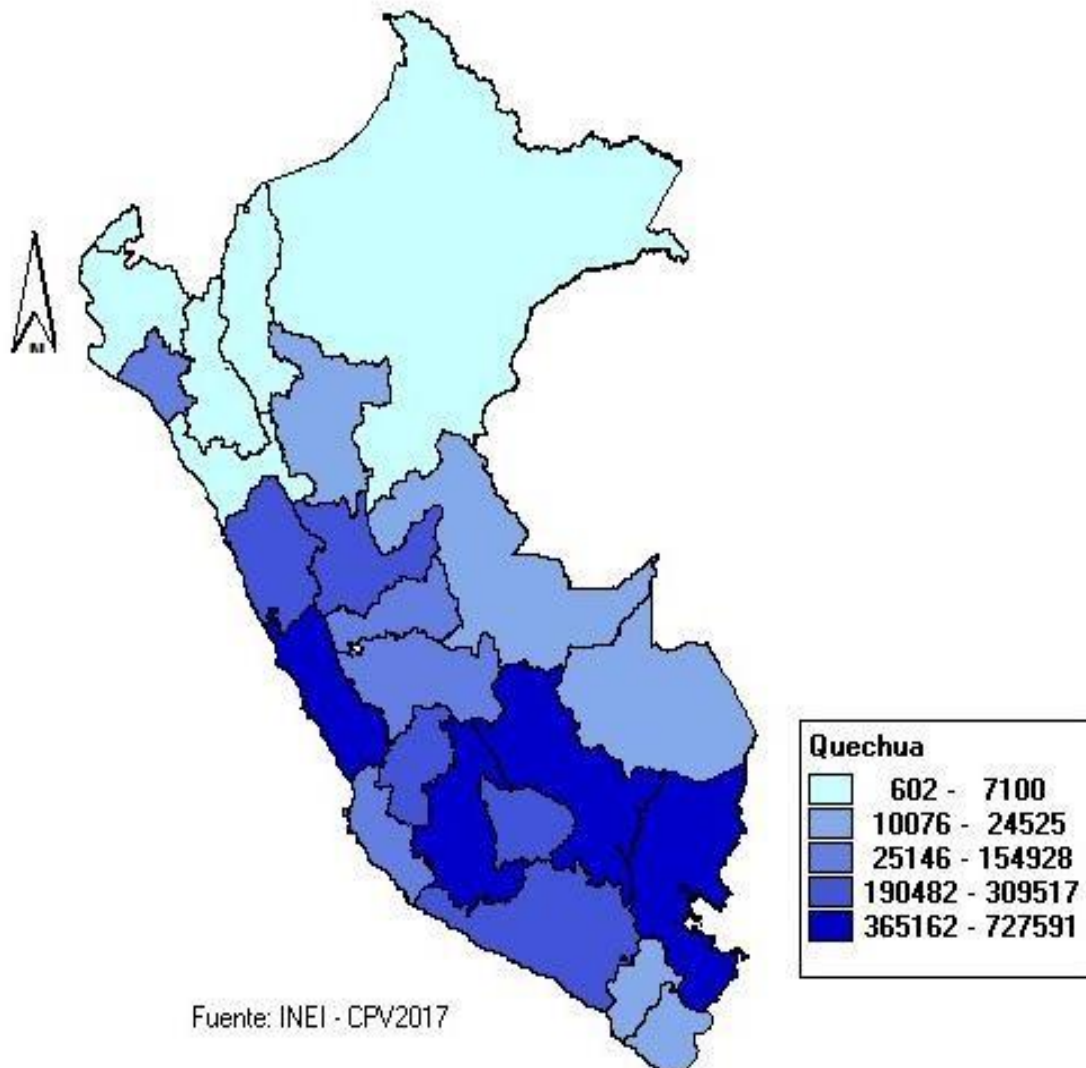 N
Quechua
602 - 7100
10076 - 24525
25146 - 154928
190482 - 309517
365162 - 727591
Fuente: INEI - CPV2017